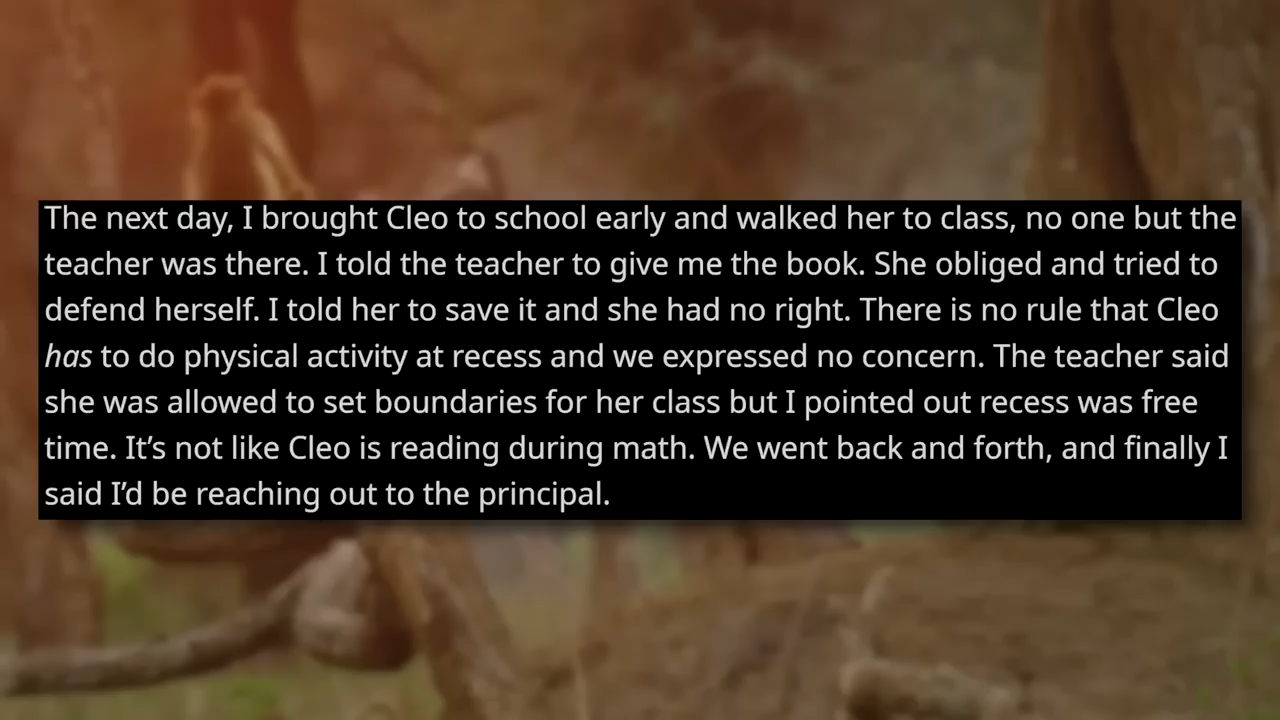 The next day, I brought Cleo to school early and walked her to class, no one but the
teacher was there. I told the teacher to give me the book. She obliged and tried to
defend herself. I told her to save it and she had no right. There is no rule that Cleo
has to do physical activity at recess and we expressed no concern. The teacher said
she was allowed to set boundaries for her class but I pointed out recess was free
time. It’s not like Cleo is reading during math. We went back and forth, and finally I
said I’d be reaching out to the principal.